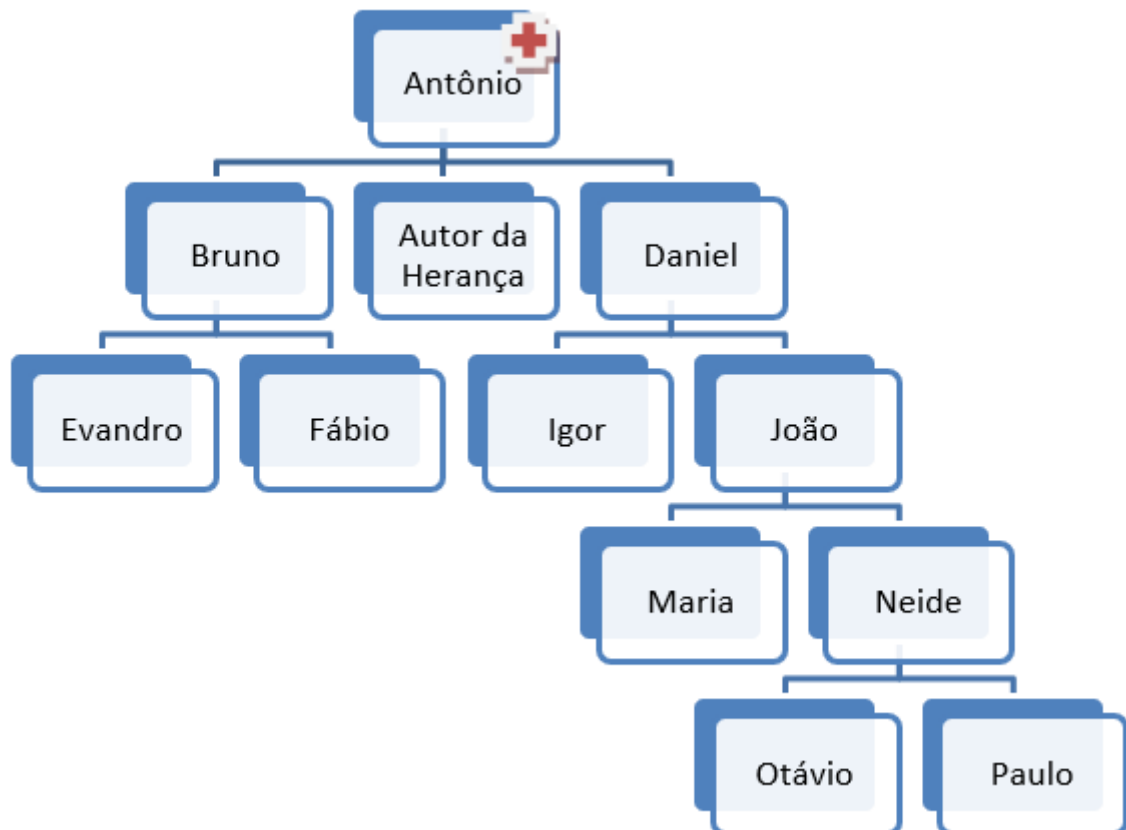 Antônio
Bruno
Autor da
Herança
Daniel
Evandro
Fábio
Igor
João
Maria
Neide
Otávio
Paulo